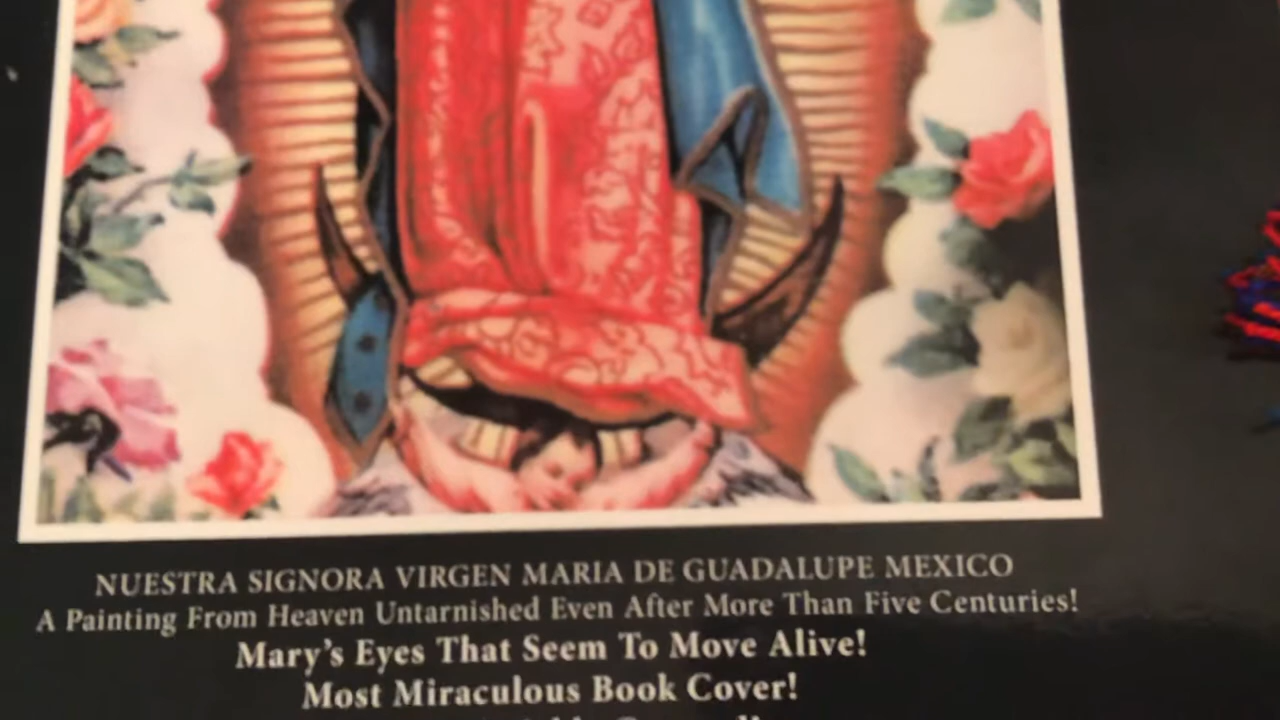 NUESTRA SIGNORA VIRGEN MARIA DE GUADALUPE MEXICO
A Painting From Heaven Untarnished Even After More Than Five Centuries!
Mary's Eyes That Seem To Move Alive!
Most Miraculous Book Cover!